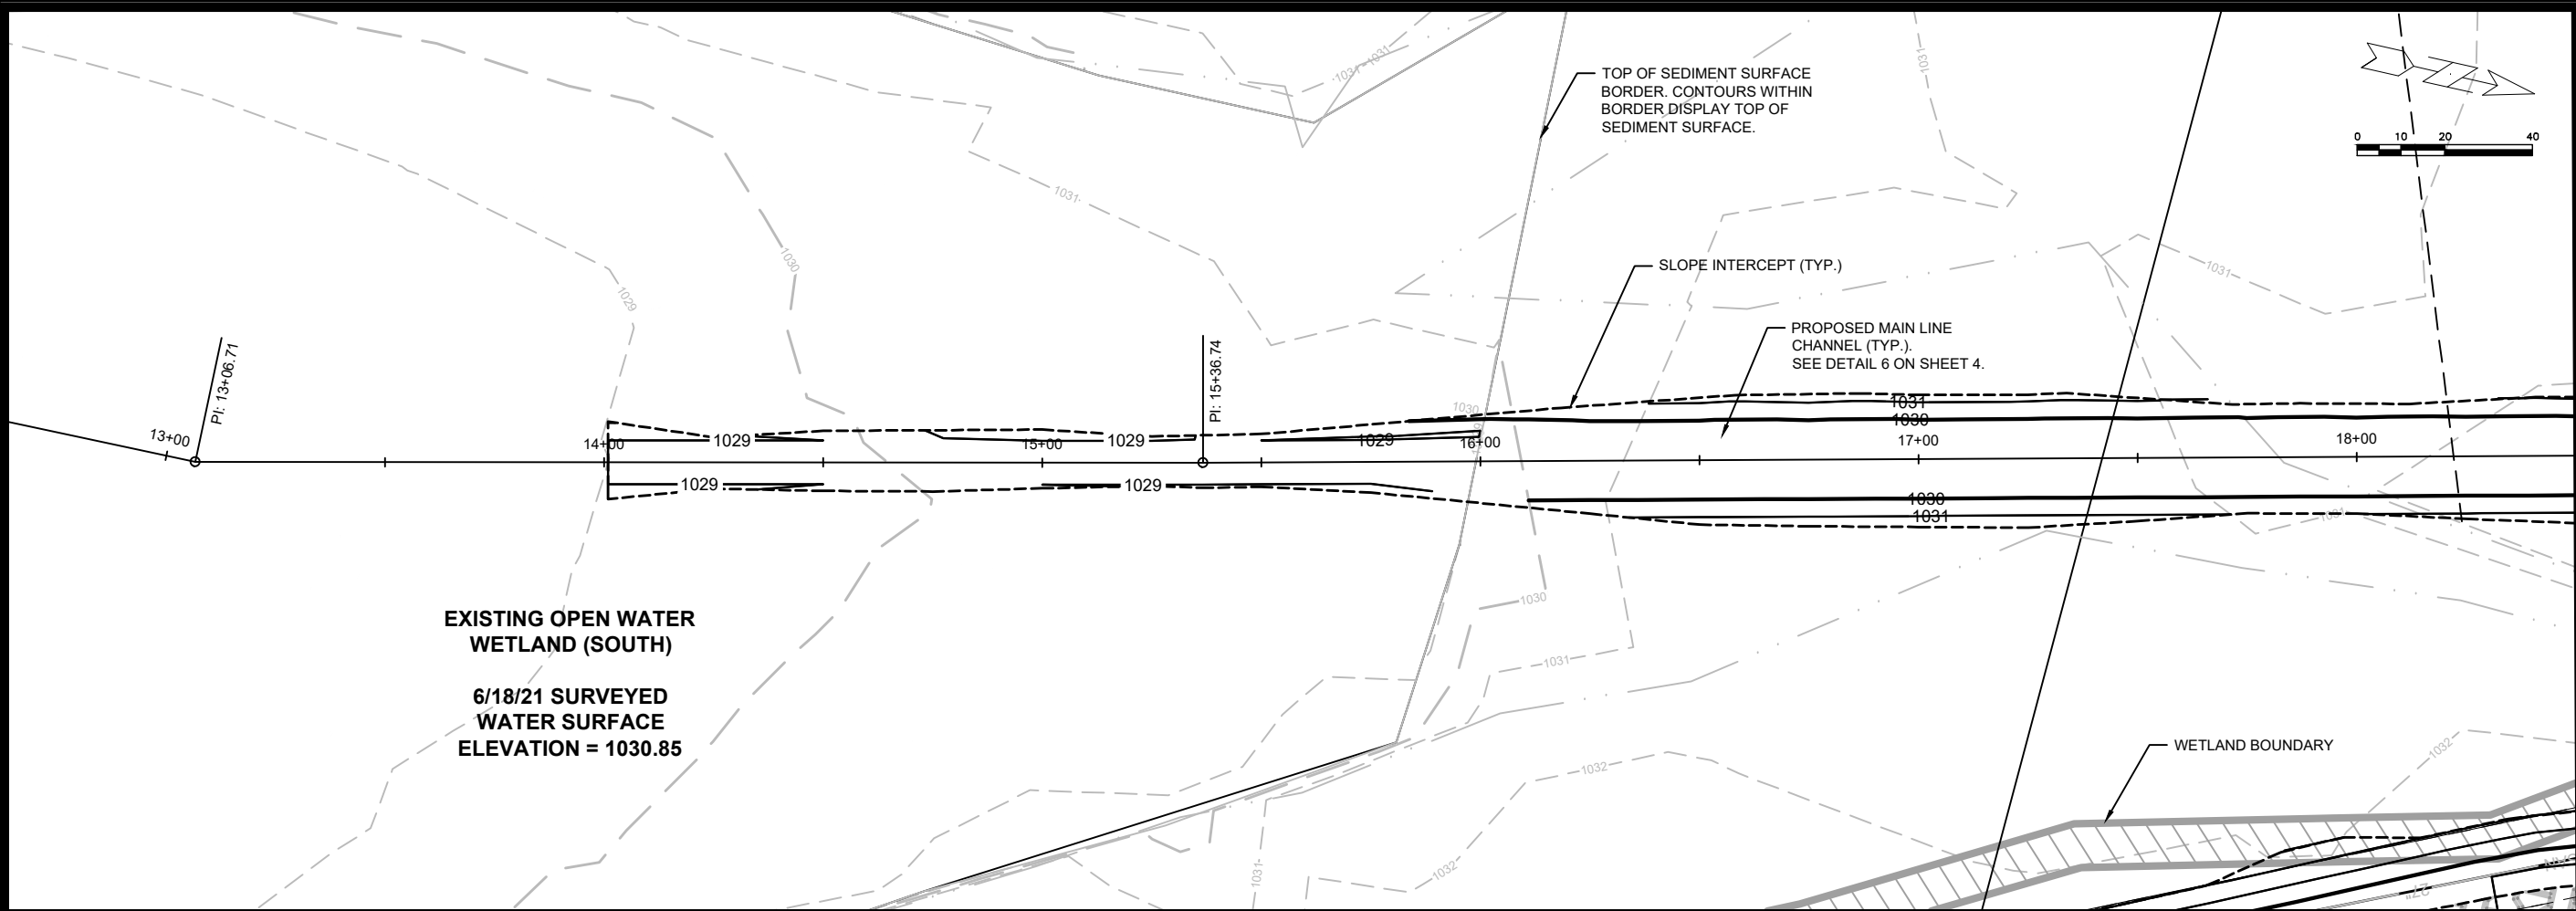 1031
1031
1031
TOP OF SEDIMENT SURFACE
BORDER. CONTOURS WITHIN
BORDER DISPLAY TOP OF
SEDIMENT SURFACE.
0 10 20 40
1031
1030
1029
SLOPE INTERCEPT (TYP.)
1031
PROPOSED MAIN LINE
CHANNEL (TYP.).
SEE DETAIL 6 ON SHEET 4.
PI: 13+06.71
PI: 15+36.74
13+00
14+00
1029
15+00
1029
1030
1029
16+00
1031
1030
17+00
18+00
1029
1029
1030
1031
1031
1030
EXISTING OPEN WATER
WETLAND (SOUTH)
6/18/21 SURVEYED
WATER SURFACE
ELEVATION = 1030.85
1031
WETLAND BOUNDARY
1032
1032
1032
1031
27"